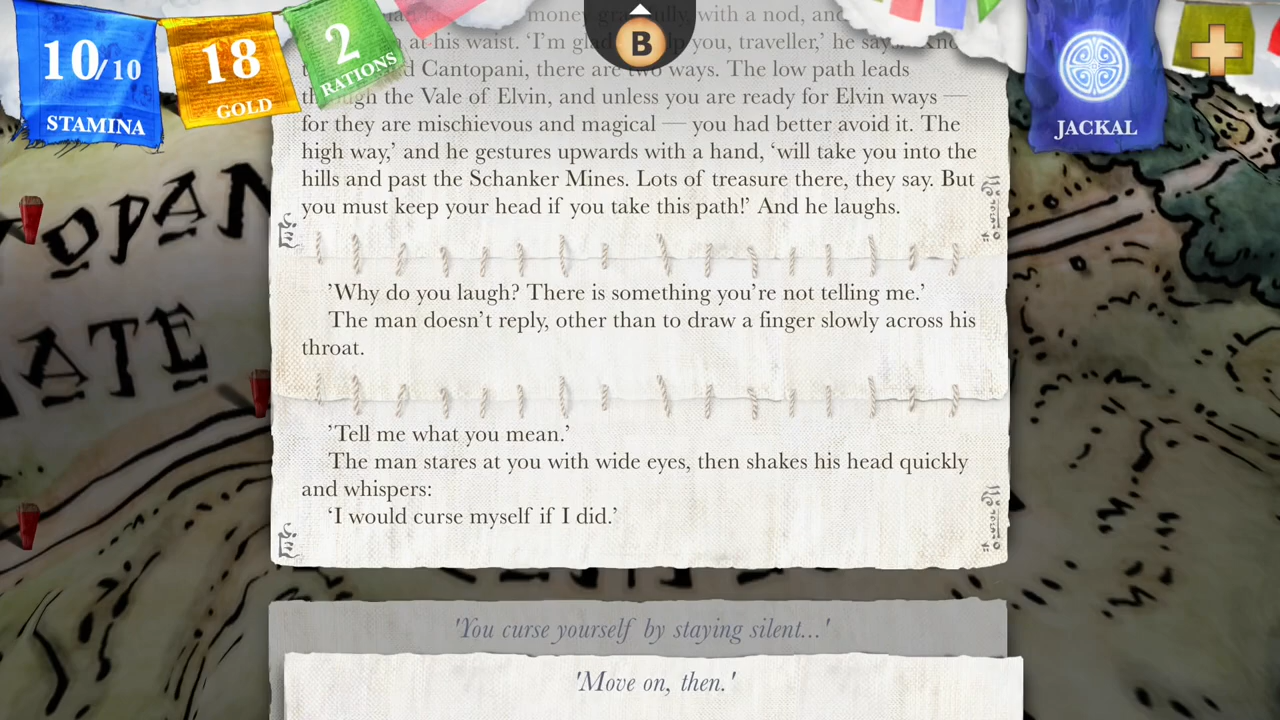 10/10
STAMINA
18
GOLD
2
RATIONS
B
JACKAL
money gracefully with a nod, and
at his waist. ‘I'm glad you, traveller,’ he says.
Cantopani, there are two ways. The low path leads
through the Vale of Elvin, and unless you are ready for Elvin ways —
for they are mischievous and magical — you had better avoid it. The
high way,’ and he gestures upwards with a hand, ‘will take you into the
hills and past the Schanker Mines. Lots of treasure there, they say. But
you must keep your head if you take this path!’ And he laughs.
’Why do you laugh? There is something you’re not telling me.’
The man doesn’t reply, other than to draw a finger slowly across his
throat.
’Tell me what you mean.’
The man stares at you with wide eyes, then shakes his head quickly
and whispers:
‘I would curse myself if I did.’
'You curse yourself by staying silent...'
'Move on, then.'
OPAN
ATE